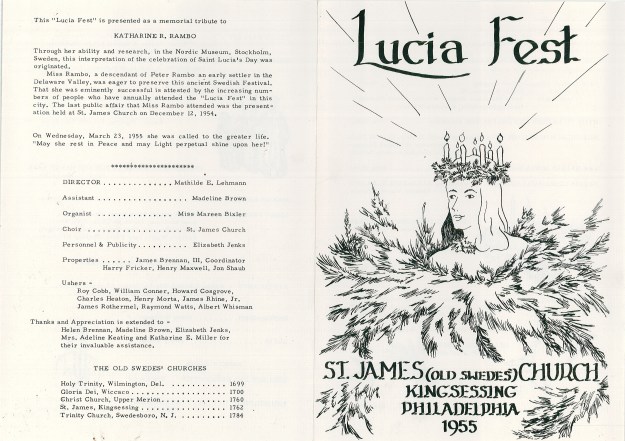 This "Lucia Fest" is presented as a memorial tribute to
KATHARINE R. RAMBO
Through her ability and research, in the Nordic Museum, Stockholm,
Sweden, this interpretation of the celebration of Saint Lucia's Day was
originated.
Miss Rambo, a descendant of Peter Rambo an early settler in the
Delaware Valley, was eager to preserve this ancient Swedish Festival.
That she was eminently successful is attested by the increasing num-
bers of people who have annually attended the "Lucia Fest" in this
city. The last public affair that Miss Rambo attended was the present-
ation held at St. James Church on December 12, 1954.
On Wednesday, March 23, 1955 she was called to the greater life.
"May she rest in Peace and may Light perpetual shine upon her!"
**********************
DIRECTOR .............. Mathilde E. Lehmann
Assistant .................. Madeline Brown
Organist ................ Miss Mareen Bixler
Choir ..................... St. James Church
Personnel & Publicity .......... Elizabeth Jenks
Properties ...... James Brennan, III, Coordinator
Harry Fricker, Henry Maxwell, Jon Shaub
Ushers -
Roy Cobb, William Conner, Howard Cosgrove,
Charles Heaton, Henry Morta, James Rhine, Jr.
James Rothermel, Raymond Watts, Albert Whisman
Thanks and Appreciation is extended to -
Helen Brennan, Madeline Brown, Elizabeth Jenks,
Mrs. Adeline Keating and Katharine E. Miller for
their invaluable assistance.
THE OLD SWEDES' CHURCHES
Holy Trinity, Wilmington, Del. ........... 1699
Gloria Dei, Wiccaco .................. 1700
Christ Church, Upper Merion ........... 1760
St. James, Kingsessing ................ 1762
Trinity Church, Swedesboro, N. J. ........ 1784
Lucia Fest
ST. JAMES (OLD SWEDES') CHURCH
KINGSESSING
PHILADELPHIA
1955